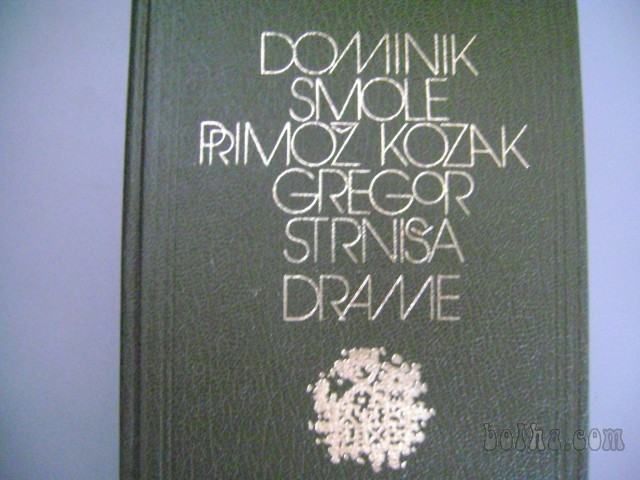 DOMINIK
SMOLE
PRIMOŽ KOZAK
GREGOR
STRNIŠA
DRAME
bolha.com